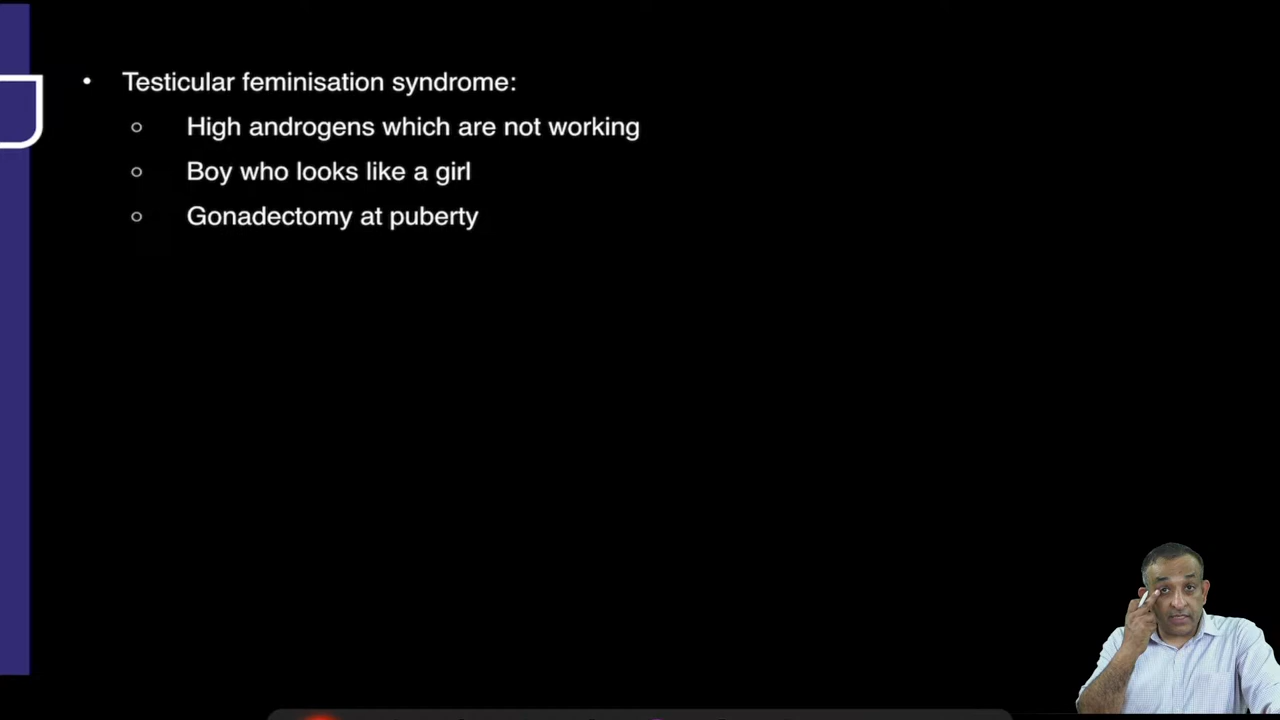 • Testicular feminisation syndrome:
○ High androgens which are not working
○ Boy who looks like a girl
○ Gonadectomy at puberty